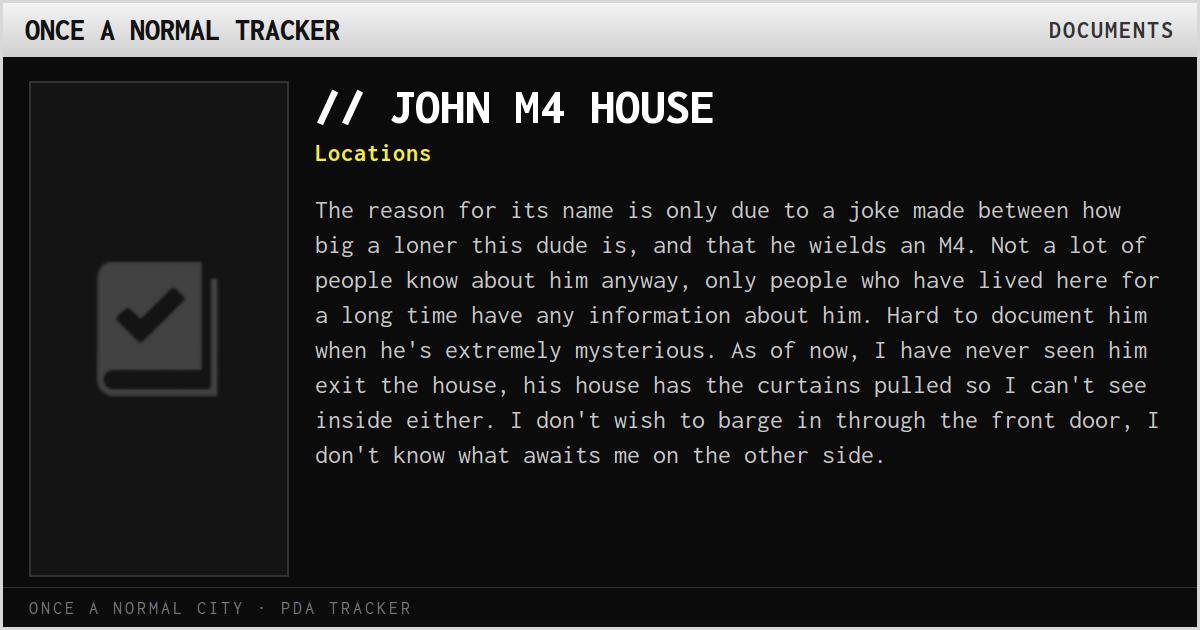 ONCE A NORMAL TRACKER
DOCUMENTS
// JOHN M4 HOUSE
Locations
The reason for its name is only due to a joke made between how
big a loner this dude is, and that he wields an M4. Not a lot of
people know about him anyway, only people who have lived here for
a long time have any information about him. Hard to document him
when he's extremely mysterious. As of now, I have never seen him
exit the house, his house has the curtains pulled so I can't see
inside either. I don't wish to barge in through the front door, I
don't know what awaits me on the other side.
ONCE A NORMAL CITY · PDA TRACKER